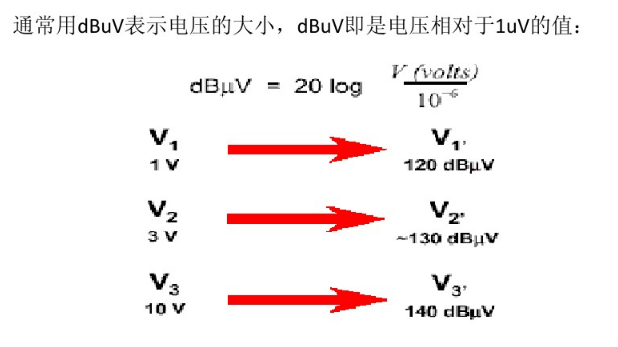 通常用dBuV表示电压的大小，dBuV即是电压相对于1uV的值：
dBµV = 20 log V (volts) / 10⁻⁶
V₁ V₁'
1 V 120 dBµV
V₂ V₂'
3 V ~130 dBµV
V₃ V₃'
10 V 140 dBµV